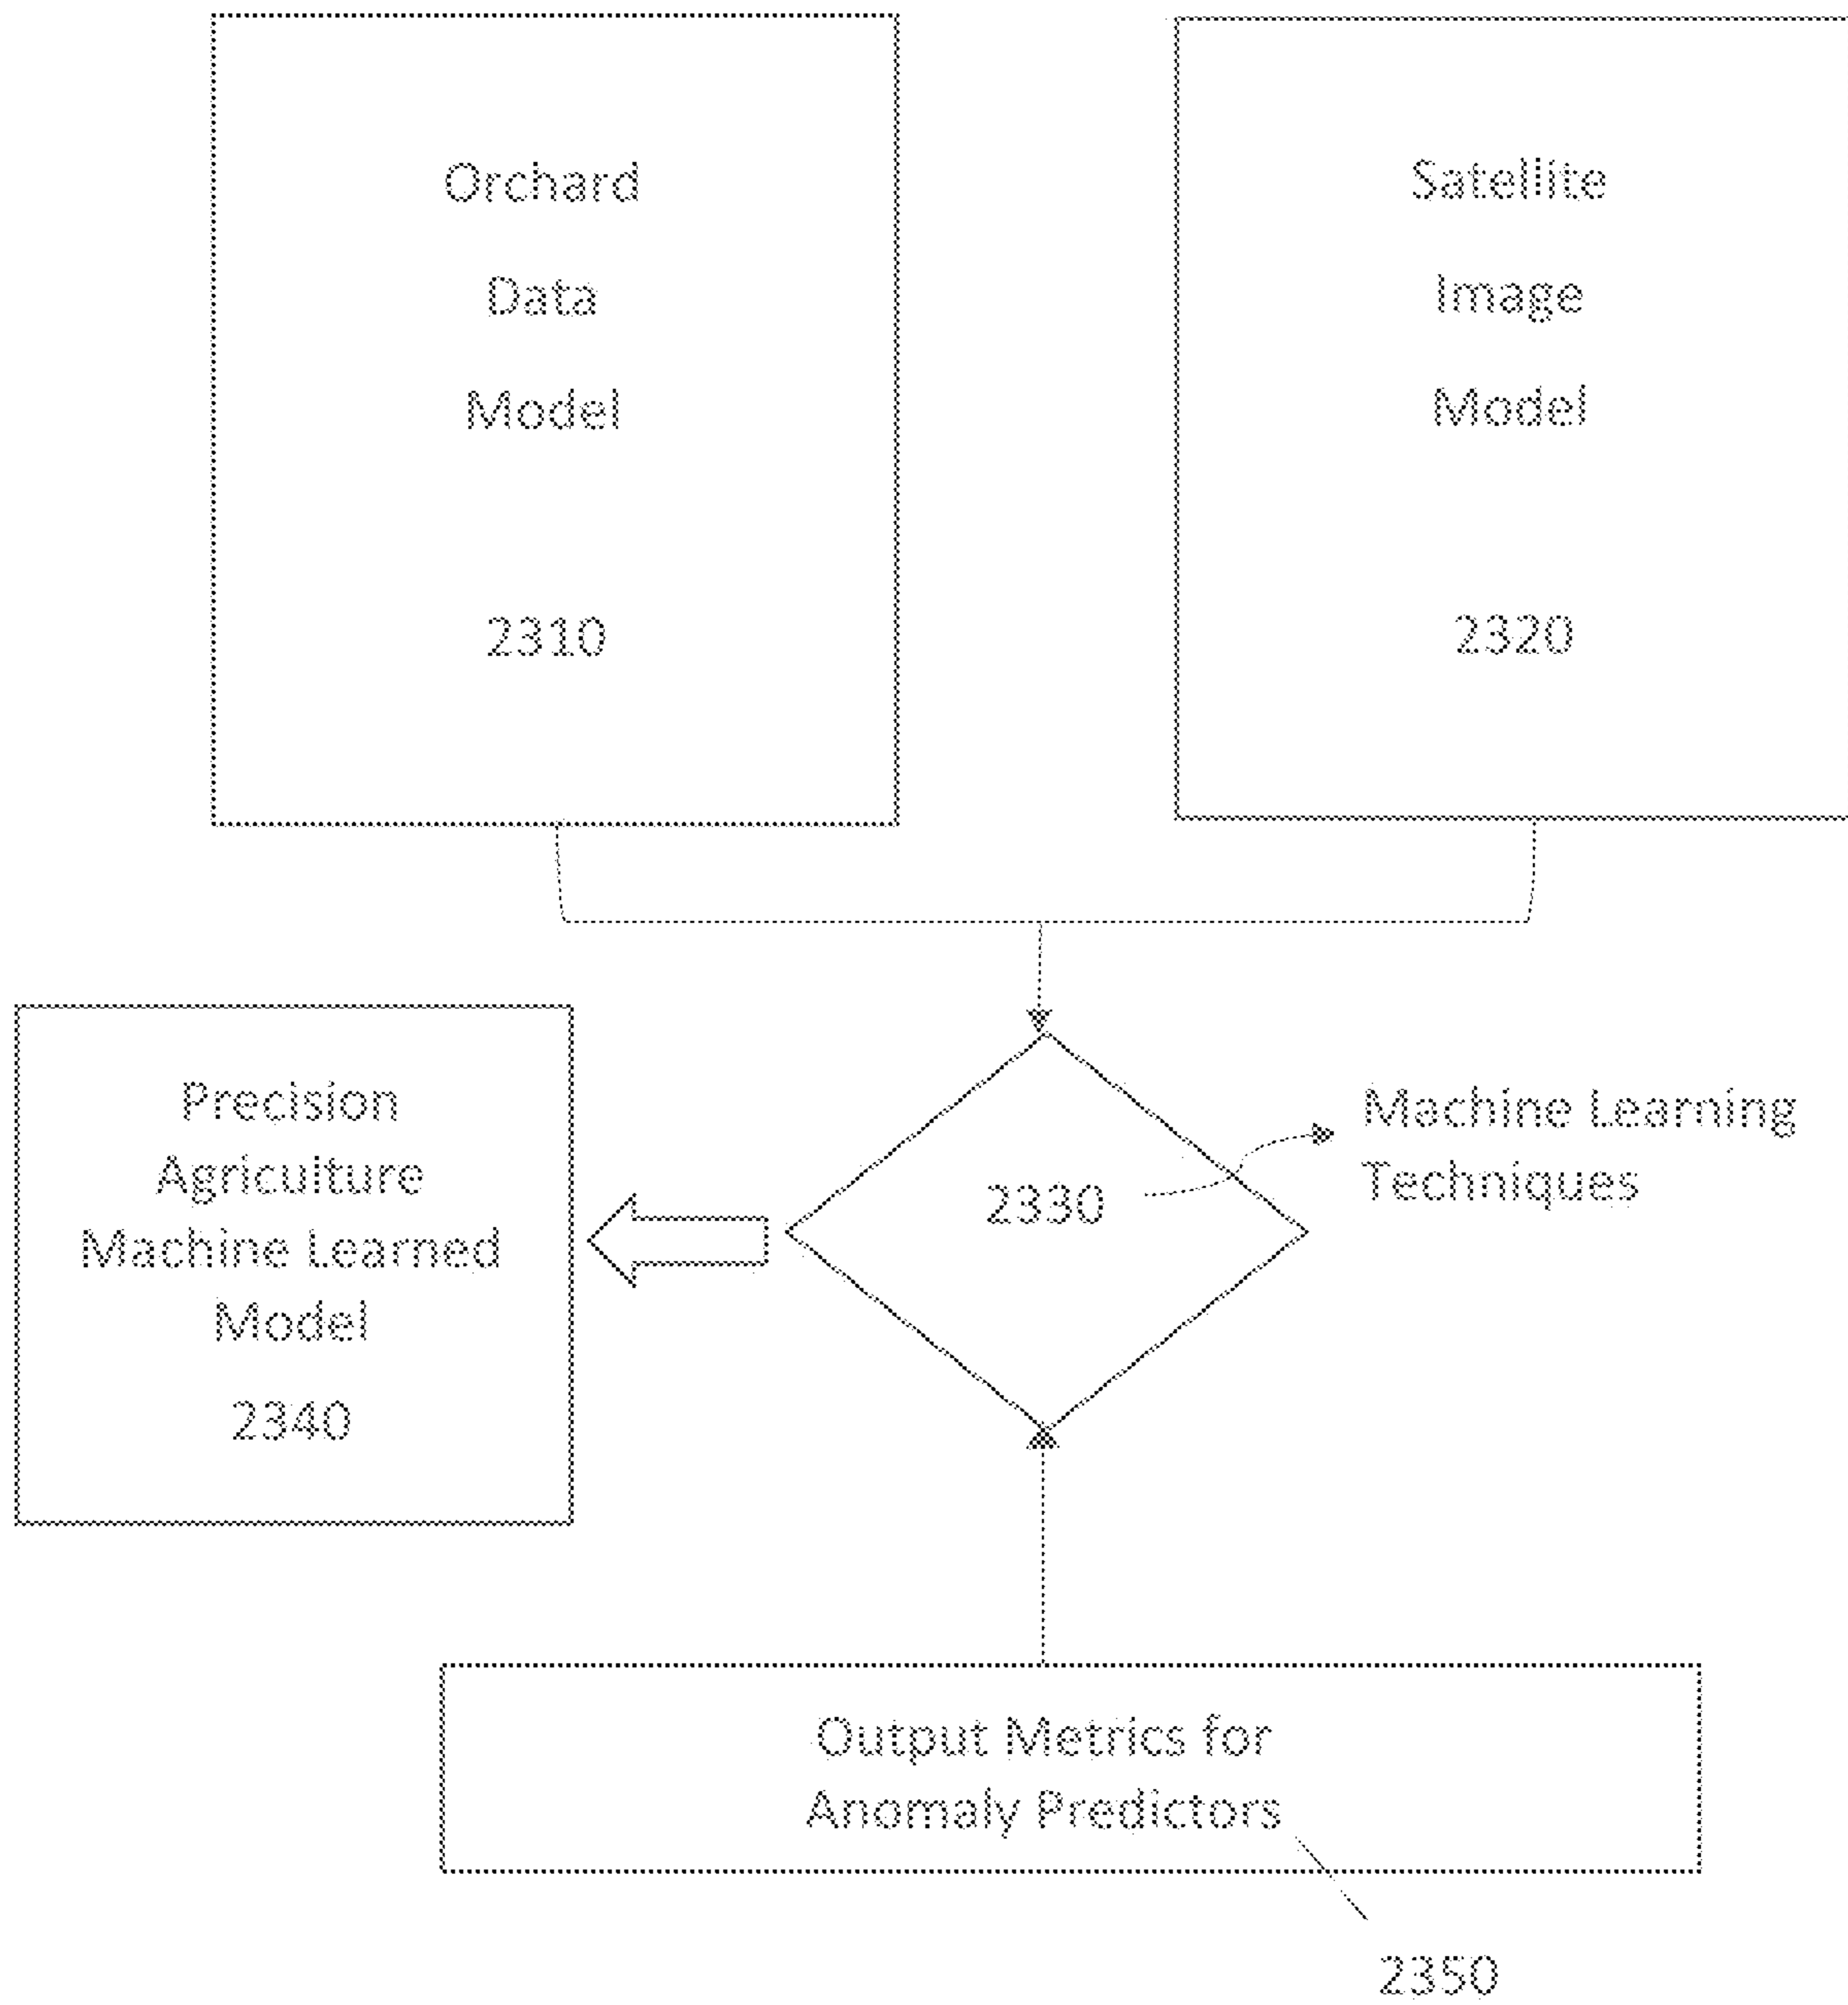 Orchard
Data
Model
2310
Satellite
Image
Model
2320
Precision
Agriculture
Machine Learned
Model
2340
2330
Machine Learning
Techniques
Output Metrics for
Anomaly Predictors
2350